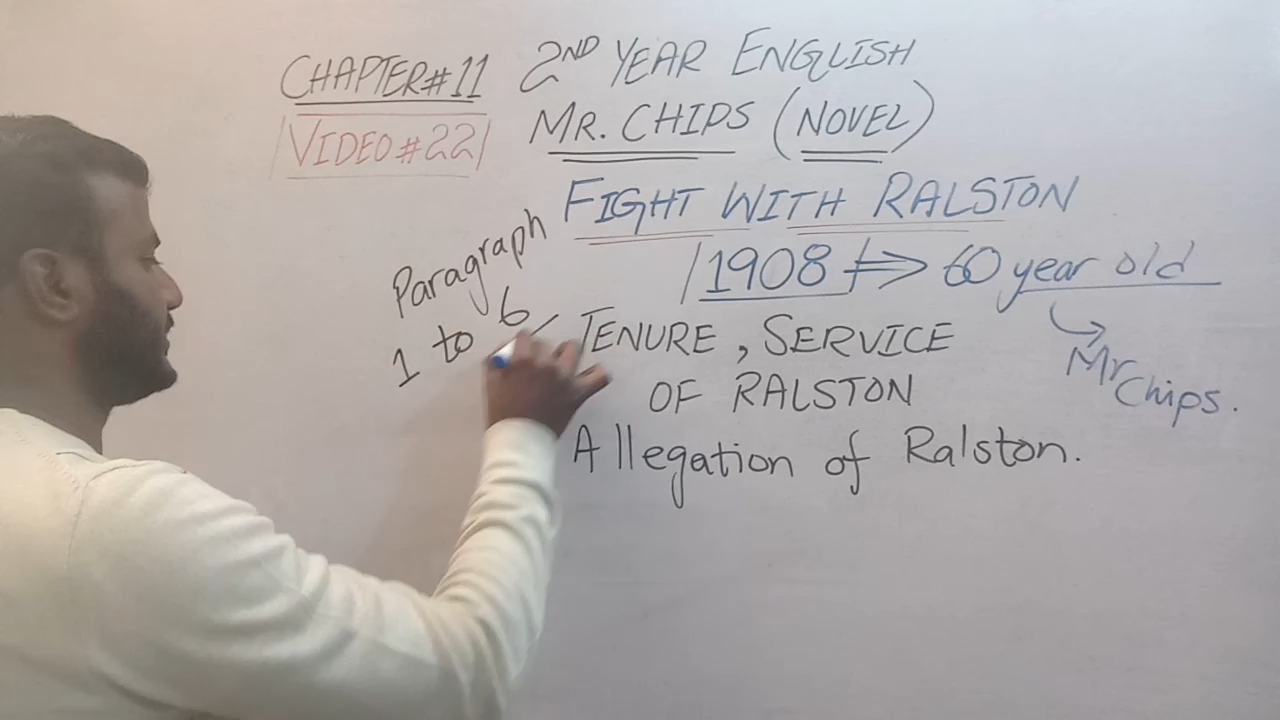 CHAPTER#11 2ND YEAR ENGLISH
VIDEO#22 MR. CHIPS (NOVEL)
FIGHT WITH RALSTON
1908 => 60 year old
Mr Chips.
Paragraph
1 to 6
TENURE, SERVICE
OF RALSTON
Allegation of Ralston.